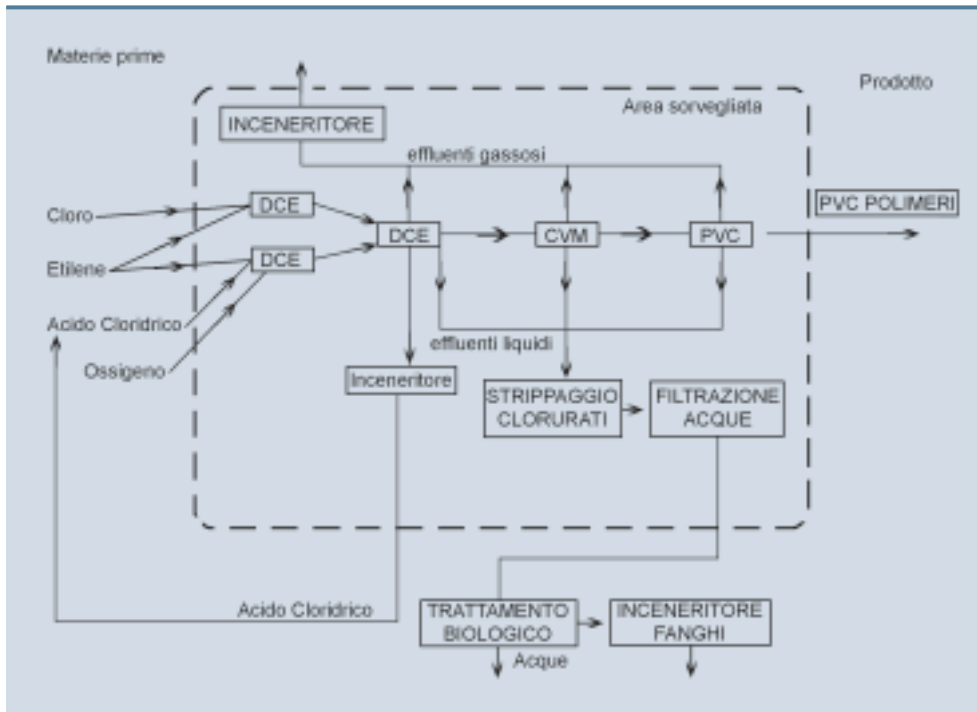 Materie prime
Prodotto
Area sorvegliata
INCENERITORE
effluenti gassosi
Cloro
DCE
PVC POLIMERI
DCE
CVM
PVC
Etilene
DCE
Acido Cloridrico
effluenti liquidi
Ossigeno
Inceneritore
STRIPPAGGIO
CLORURATI
FILTRAZIONE
ACQUE
Acido Cloridrico
TRATTAMENTO
BIOLOGICO
INCENERITORE
FANGHI
Acque